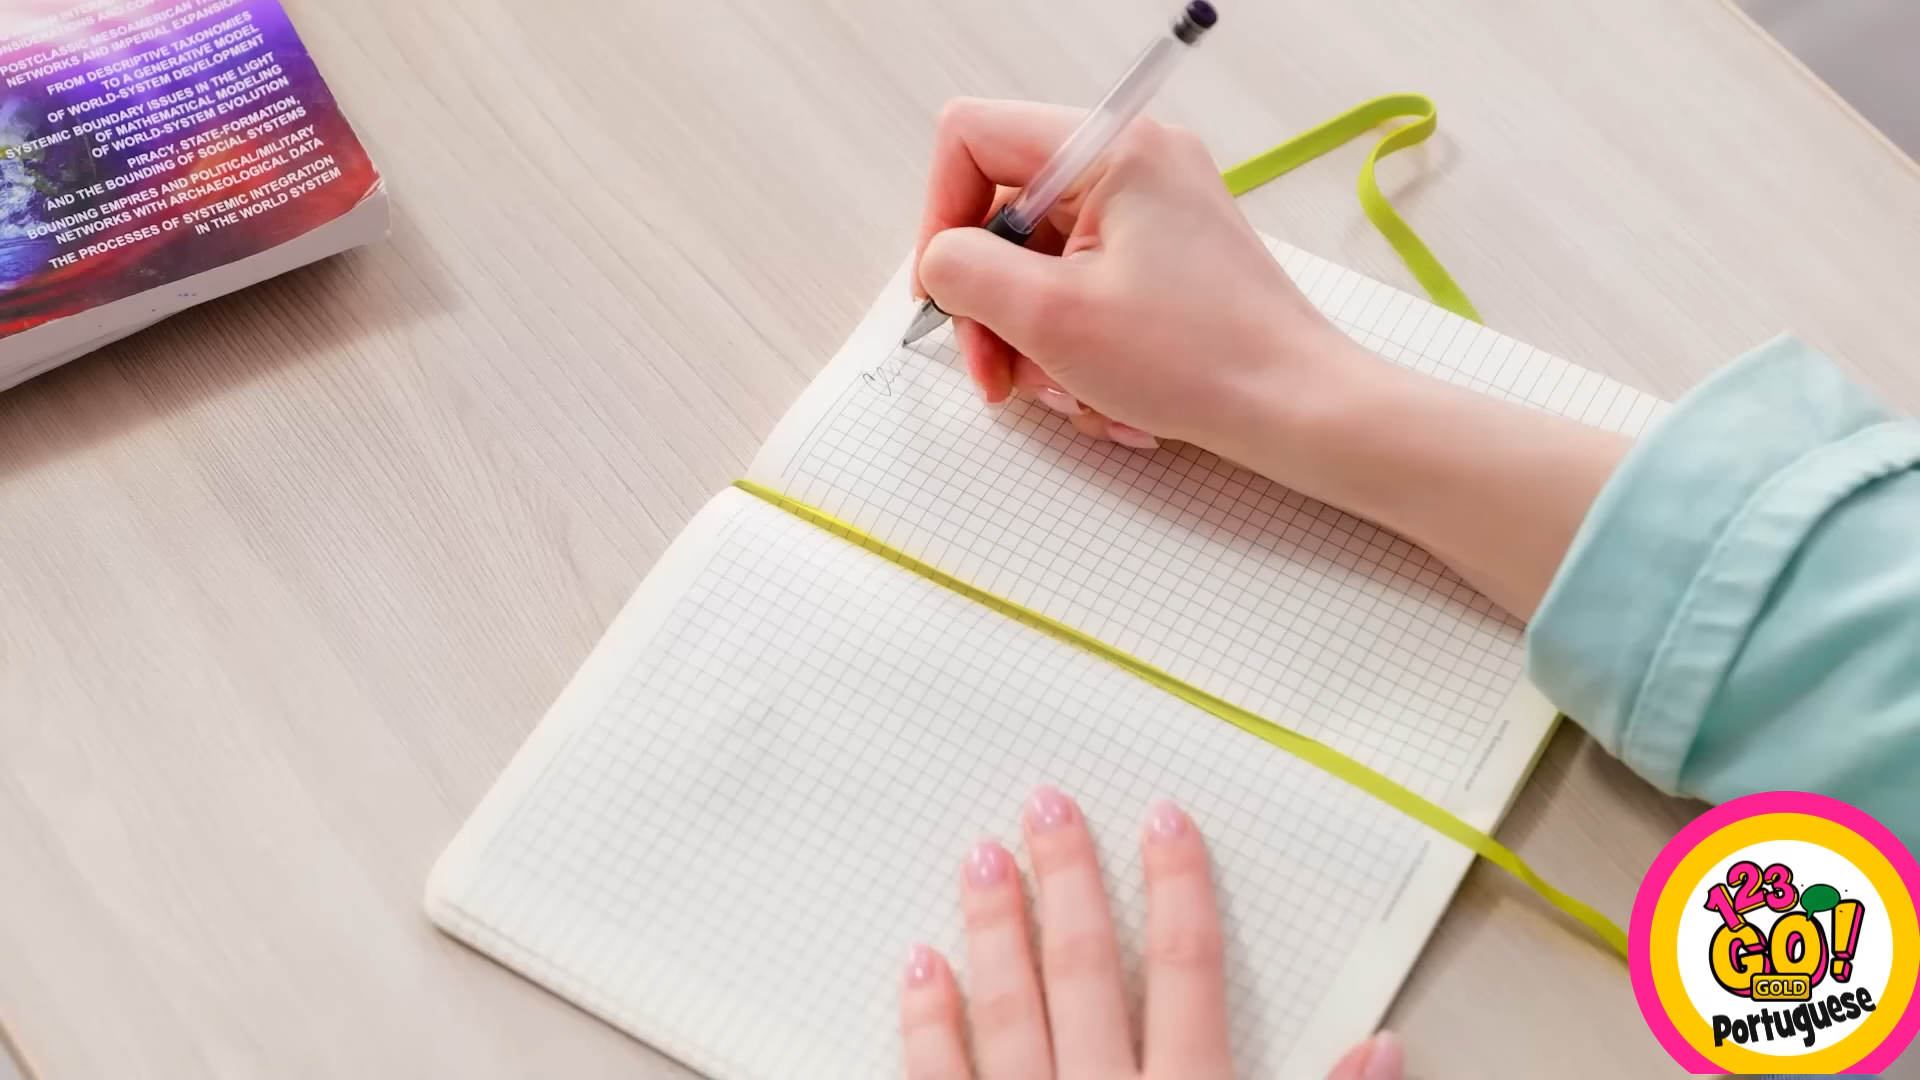 CONSIDERATIONS AND
POSTCLASSIC MESOAMERICAN
NETWORKS AND IMPERIAL EXPANSION
FROM DESCRIPTIVE TAXONOMIES
TO A GENERATIVE MODEL
OF WORLD-SYSTEM DEVELOPMENT
SYSTEMIC BOUNDARY ISSUES IN THE LIGHT
OF MATHEMATICAL MODELING
OF WORLD-SYSTEM EVOLUTION
PIRACY, STATE-FORMATION,
AND THE BOUNDING OF SOCIAL SYSTEMS
BOUNDING EMPIRES AND POLITICAL/MILITARY
NETWORKS WITH ARCHAEOLOGICAL DATA
THE PROCESSES OF SYSTEMIC INTEGRATION
IN THE WORLD SYSTEM
123
GO!
GOLD
Portuguese